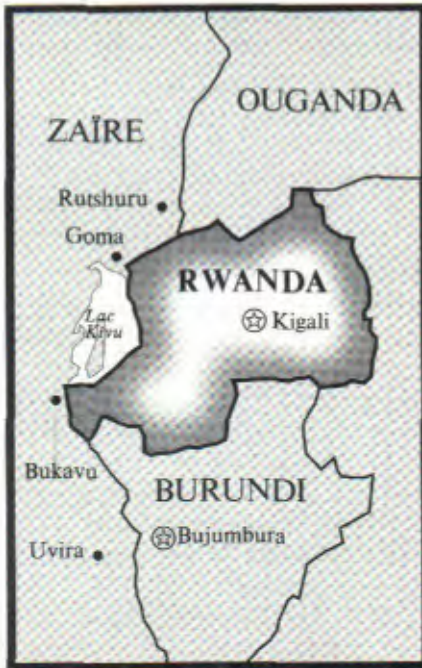 OUGANDA
ZAÏRE
Rutshuru
Goma
RWANDA
Lac
Kivu
Kigali
Bukavu
BURUNDI
Bujumbura
Uvira